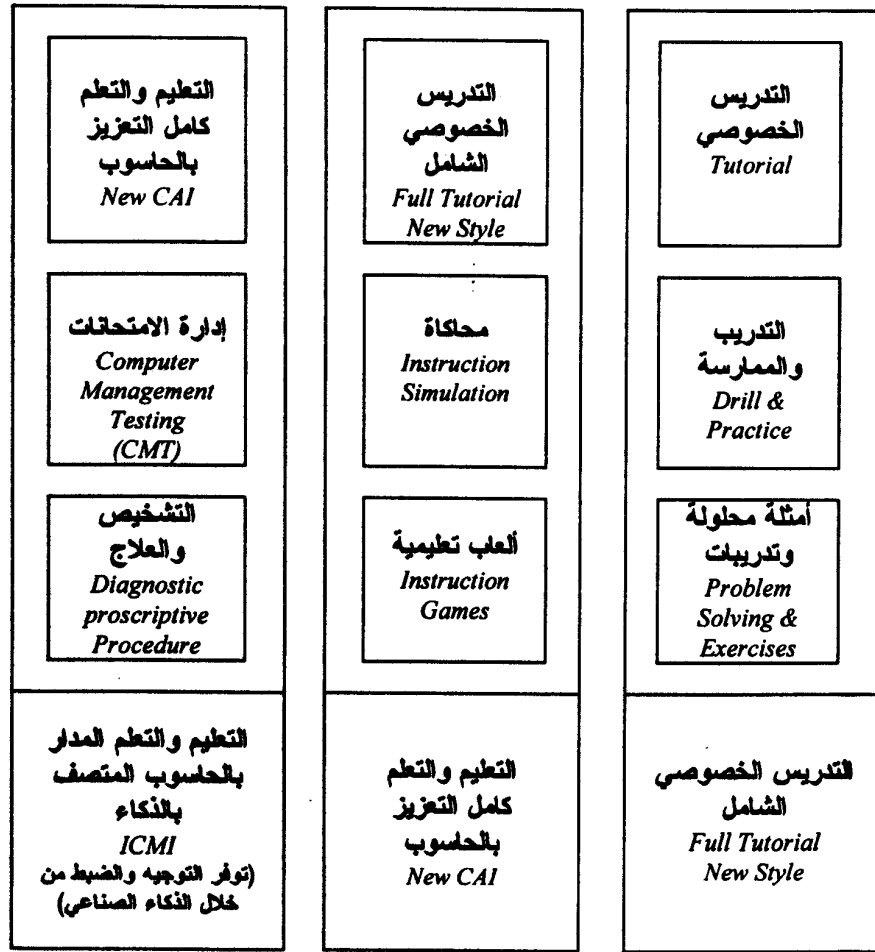 التدريس
الخصوصي
Tutorial
التدريب
والممارسة
Drill &
Practice
أمثلة محلولة
وتدريبات
Problem
Solving &
Exercises
التدريس الخصوصي
الشامل
Full Tutorial
New Style
التدريس
الخصوصي
الشامل
Full Tutorial
New Style
محاكاة
Instruction
Simulation
ألعاب تعليمية
Instruction
Games
التعليم والتعلم
كامل التعزيز
بالحاسوب
New CAI
التعليم والتعلم
كامل التعزيز
بالحاسوب
New CAI
إدارة الامتحانات
Computer
Management
Testing
(CMT)
التشخيص
والعلاج
Diagnostic
proscriptive
Procedure
التعليم والتعلم المدار
بالحاسوب المتصف
بالذكاء
ICMI
(توفر التوجيه والضبط من
خلال الذكاء الصناعي)